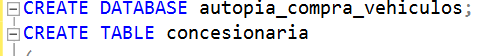 CREATE DATABASE autopia_compra_vehiculos;
CREATE TABLE concesionaria